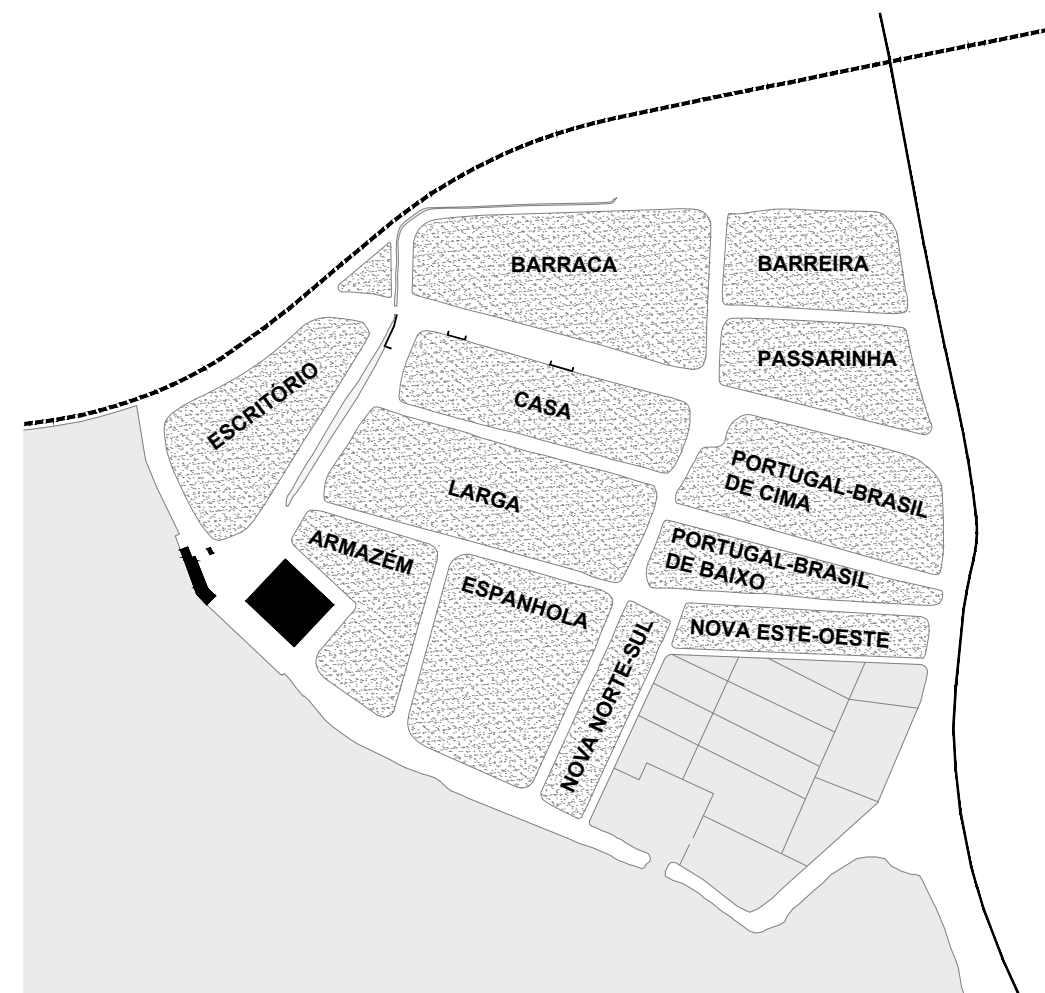 BARRACA
BARREIRA
PASSARINHA
ESCRITÓRIO
CASA
PORTUGAL-BRASIL
DE CIMA
LARGA
ARMAZÉM
PORTUGAL-BRASIL
DE BAIXO
ESPANHOLA
NOVA ESTE-OESTE
NOVA NORTE-SUL